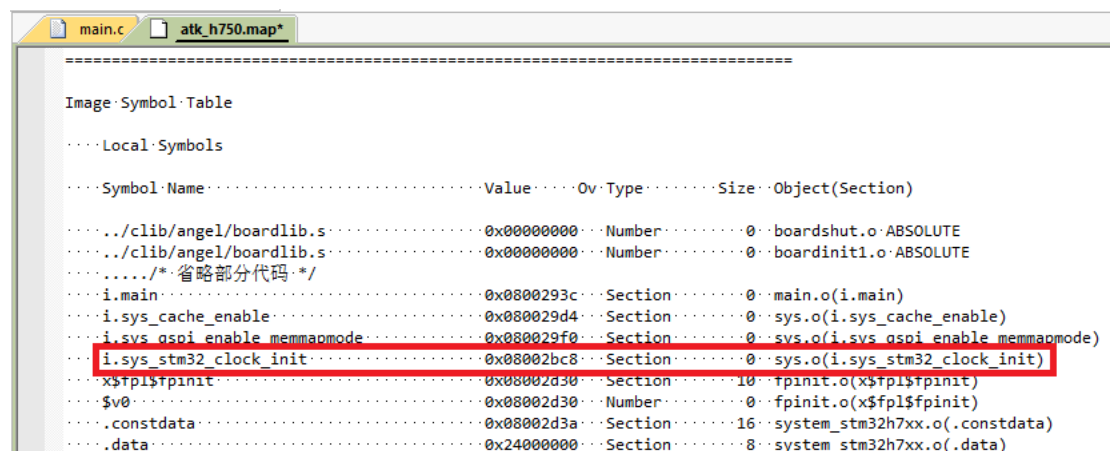 main.c atk_h750.map*
==============================================================================
Image Symbol Table
Local Symbols
Symbol Name Value Ov Type Size Object(Section)
../clib/angel/boardlib.s 0x00000000 Number 0 boardshut.o ABSOLUTE
../clib/angel/boardlib.s 0x00000000 Number 0 boardinit1.o ABSOLUTE
...../* 省略部分代码 */
i.main 0x0800293c Section 0 main.o(i.main)
i.sys_cache_enable 0x080029d4 Section 0 sys.o(i.sys_cache_enable)
i.sys_qspi_enable_memmapmode 0x080029f0 Section 0 sys.o(i.sys_qspi_enable_memmapmode)
i.sys_stm32_clock_init 0x08002bc8 Section 0 sys.o(i.sys_stm32_clock_init)
x$fpl$fpinit 0x08002d30 Section 10 fpinit.o(x$fpl$fpinit)
$v0 0x08002d30 Number 0 fpinit.o(x$fpl$fpinit)
.constdata 0x08002d3a Section 16 system_stm32h7xx.o(.constdata)
.data 0x24000000 Section 8 system_stm32h7xx.o(.data)